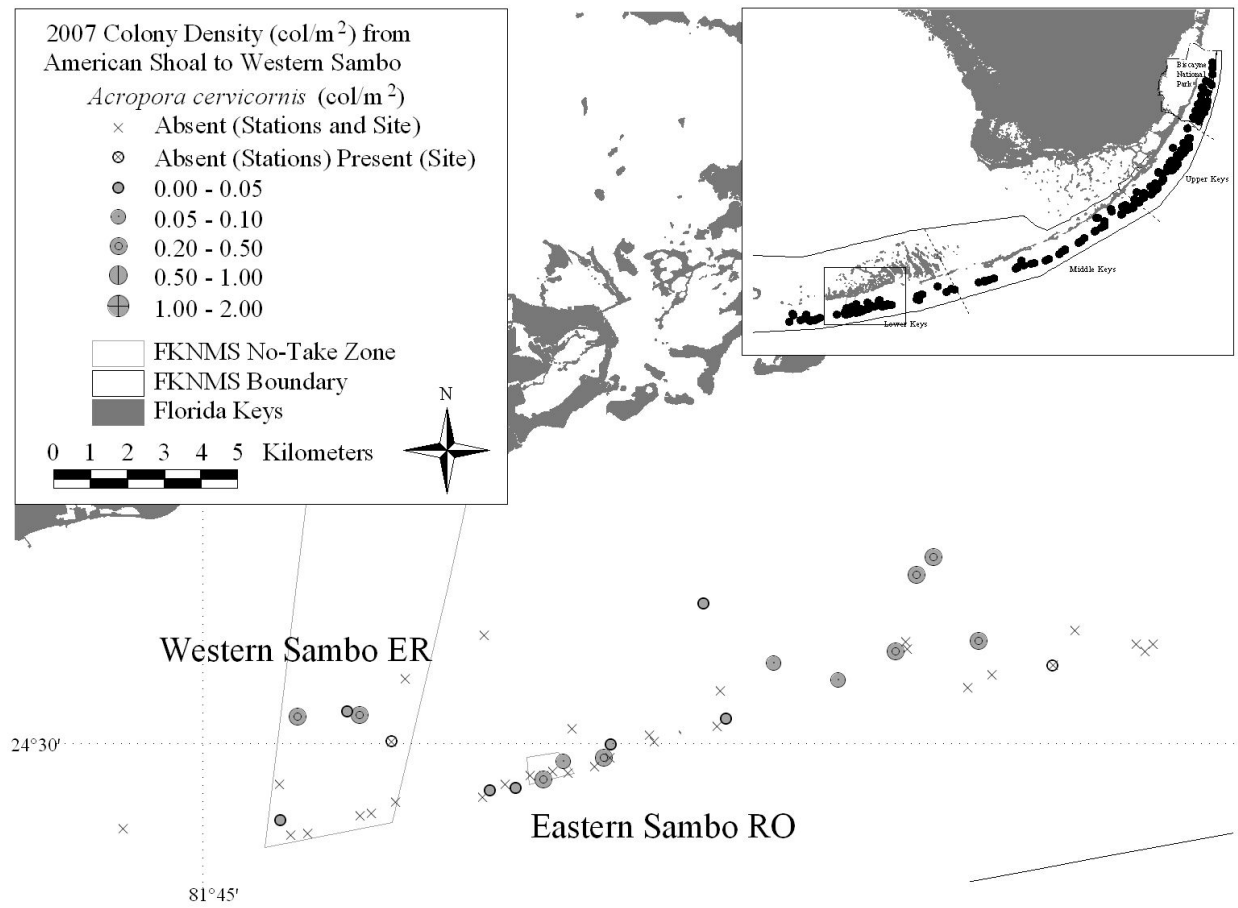 2007 Colony Density (col/m²) from
American Shoal to Western Sambo
Acropora cervicornis (col/m²)
Absent (Stations and Site)
Absent (Stations) Present (Site)
0.00 - 0.05
0.05 - 0.10
0.20 - 0.50
0.50 - 1.00
1.00 - 2.00
FKNMS No-Take Zone
FKNMS Boundary
Florida Keys
N
0 1 2 3 4 5 Kilometers
Biscayne
National
Park
Upper Keys
Middle Keys
Lower Keys
Western Sambo ER
24°30'
Eastern Sambo RO
81°45'